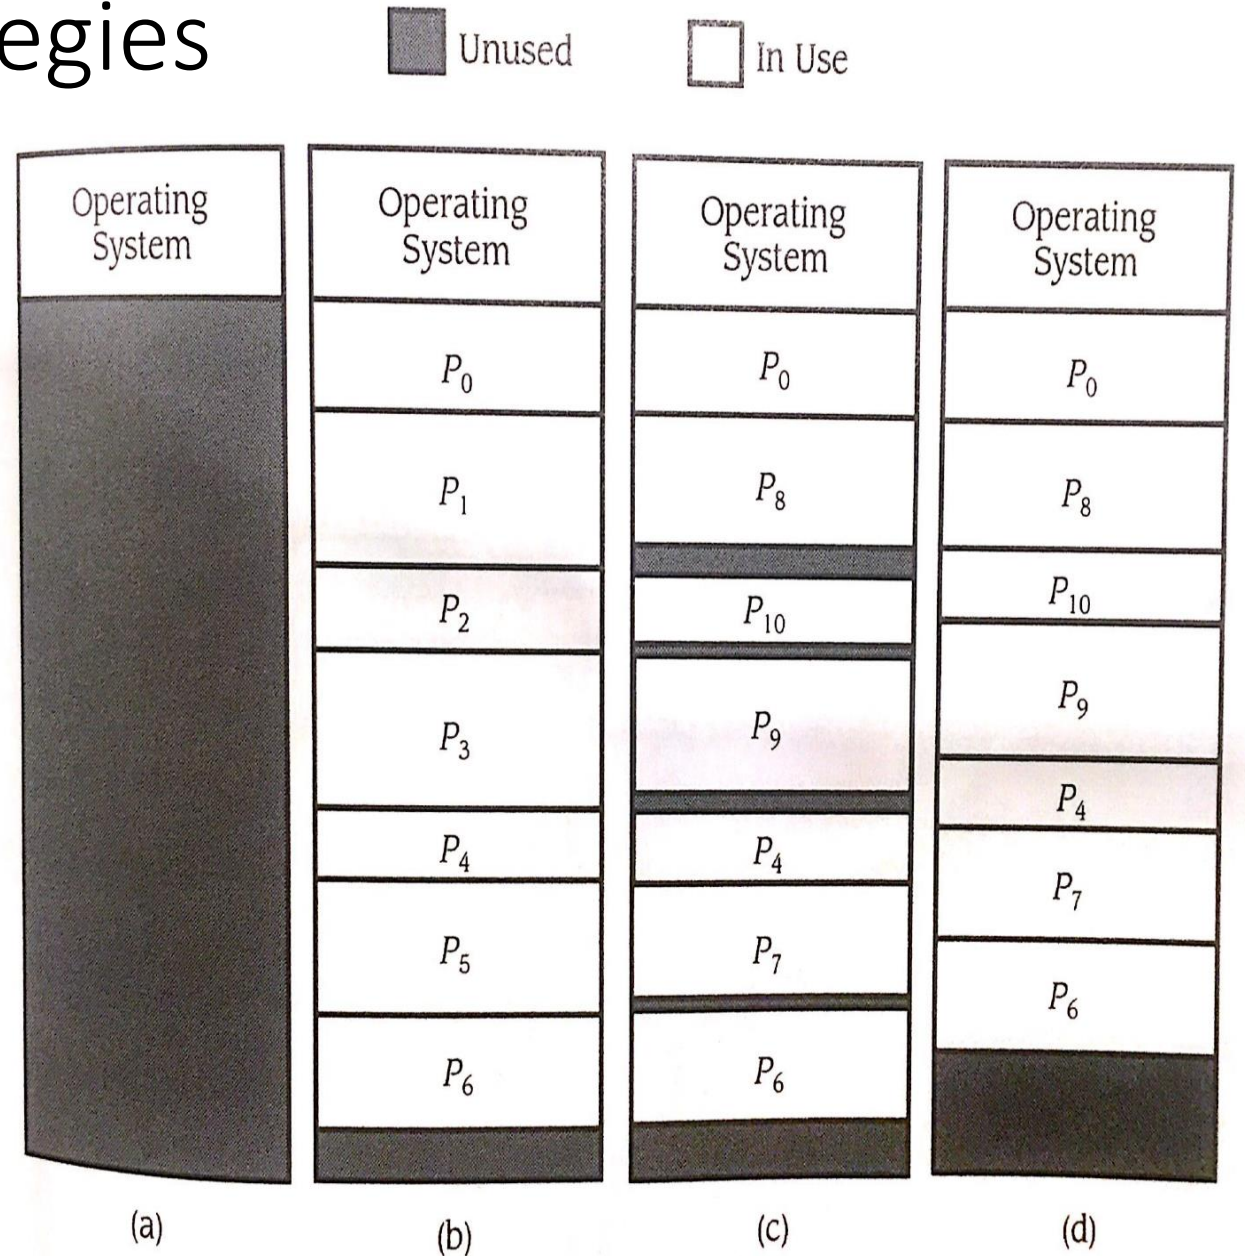 egies
Unused
In Use
Operating
System
P0
P1
P2
P3
P4
P5
P6
(a)
(b)
Operating
System
P0
P8
P10
P9
P4
P7
P6
(c)
Operating
System
P0
P8
P10
P9
P4
P7
P6
(d)
Operating
System